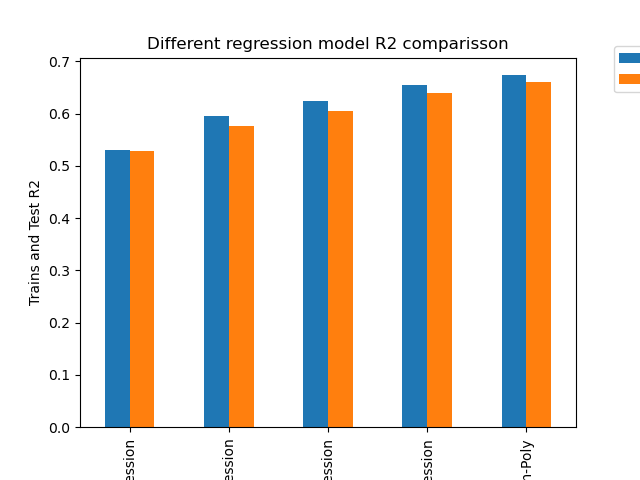 Different regression model R2 comparisson
Trains and Test R2
0.7
0.6
0.5
0.4
0.3
0.2
0.1
0.0
ession
ession
ession
ession
n-Poly